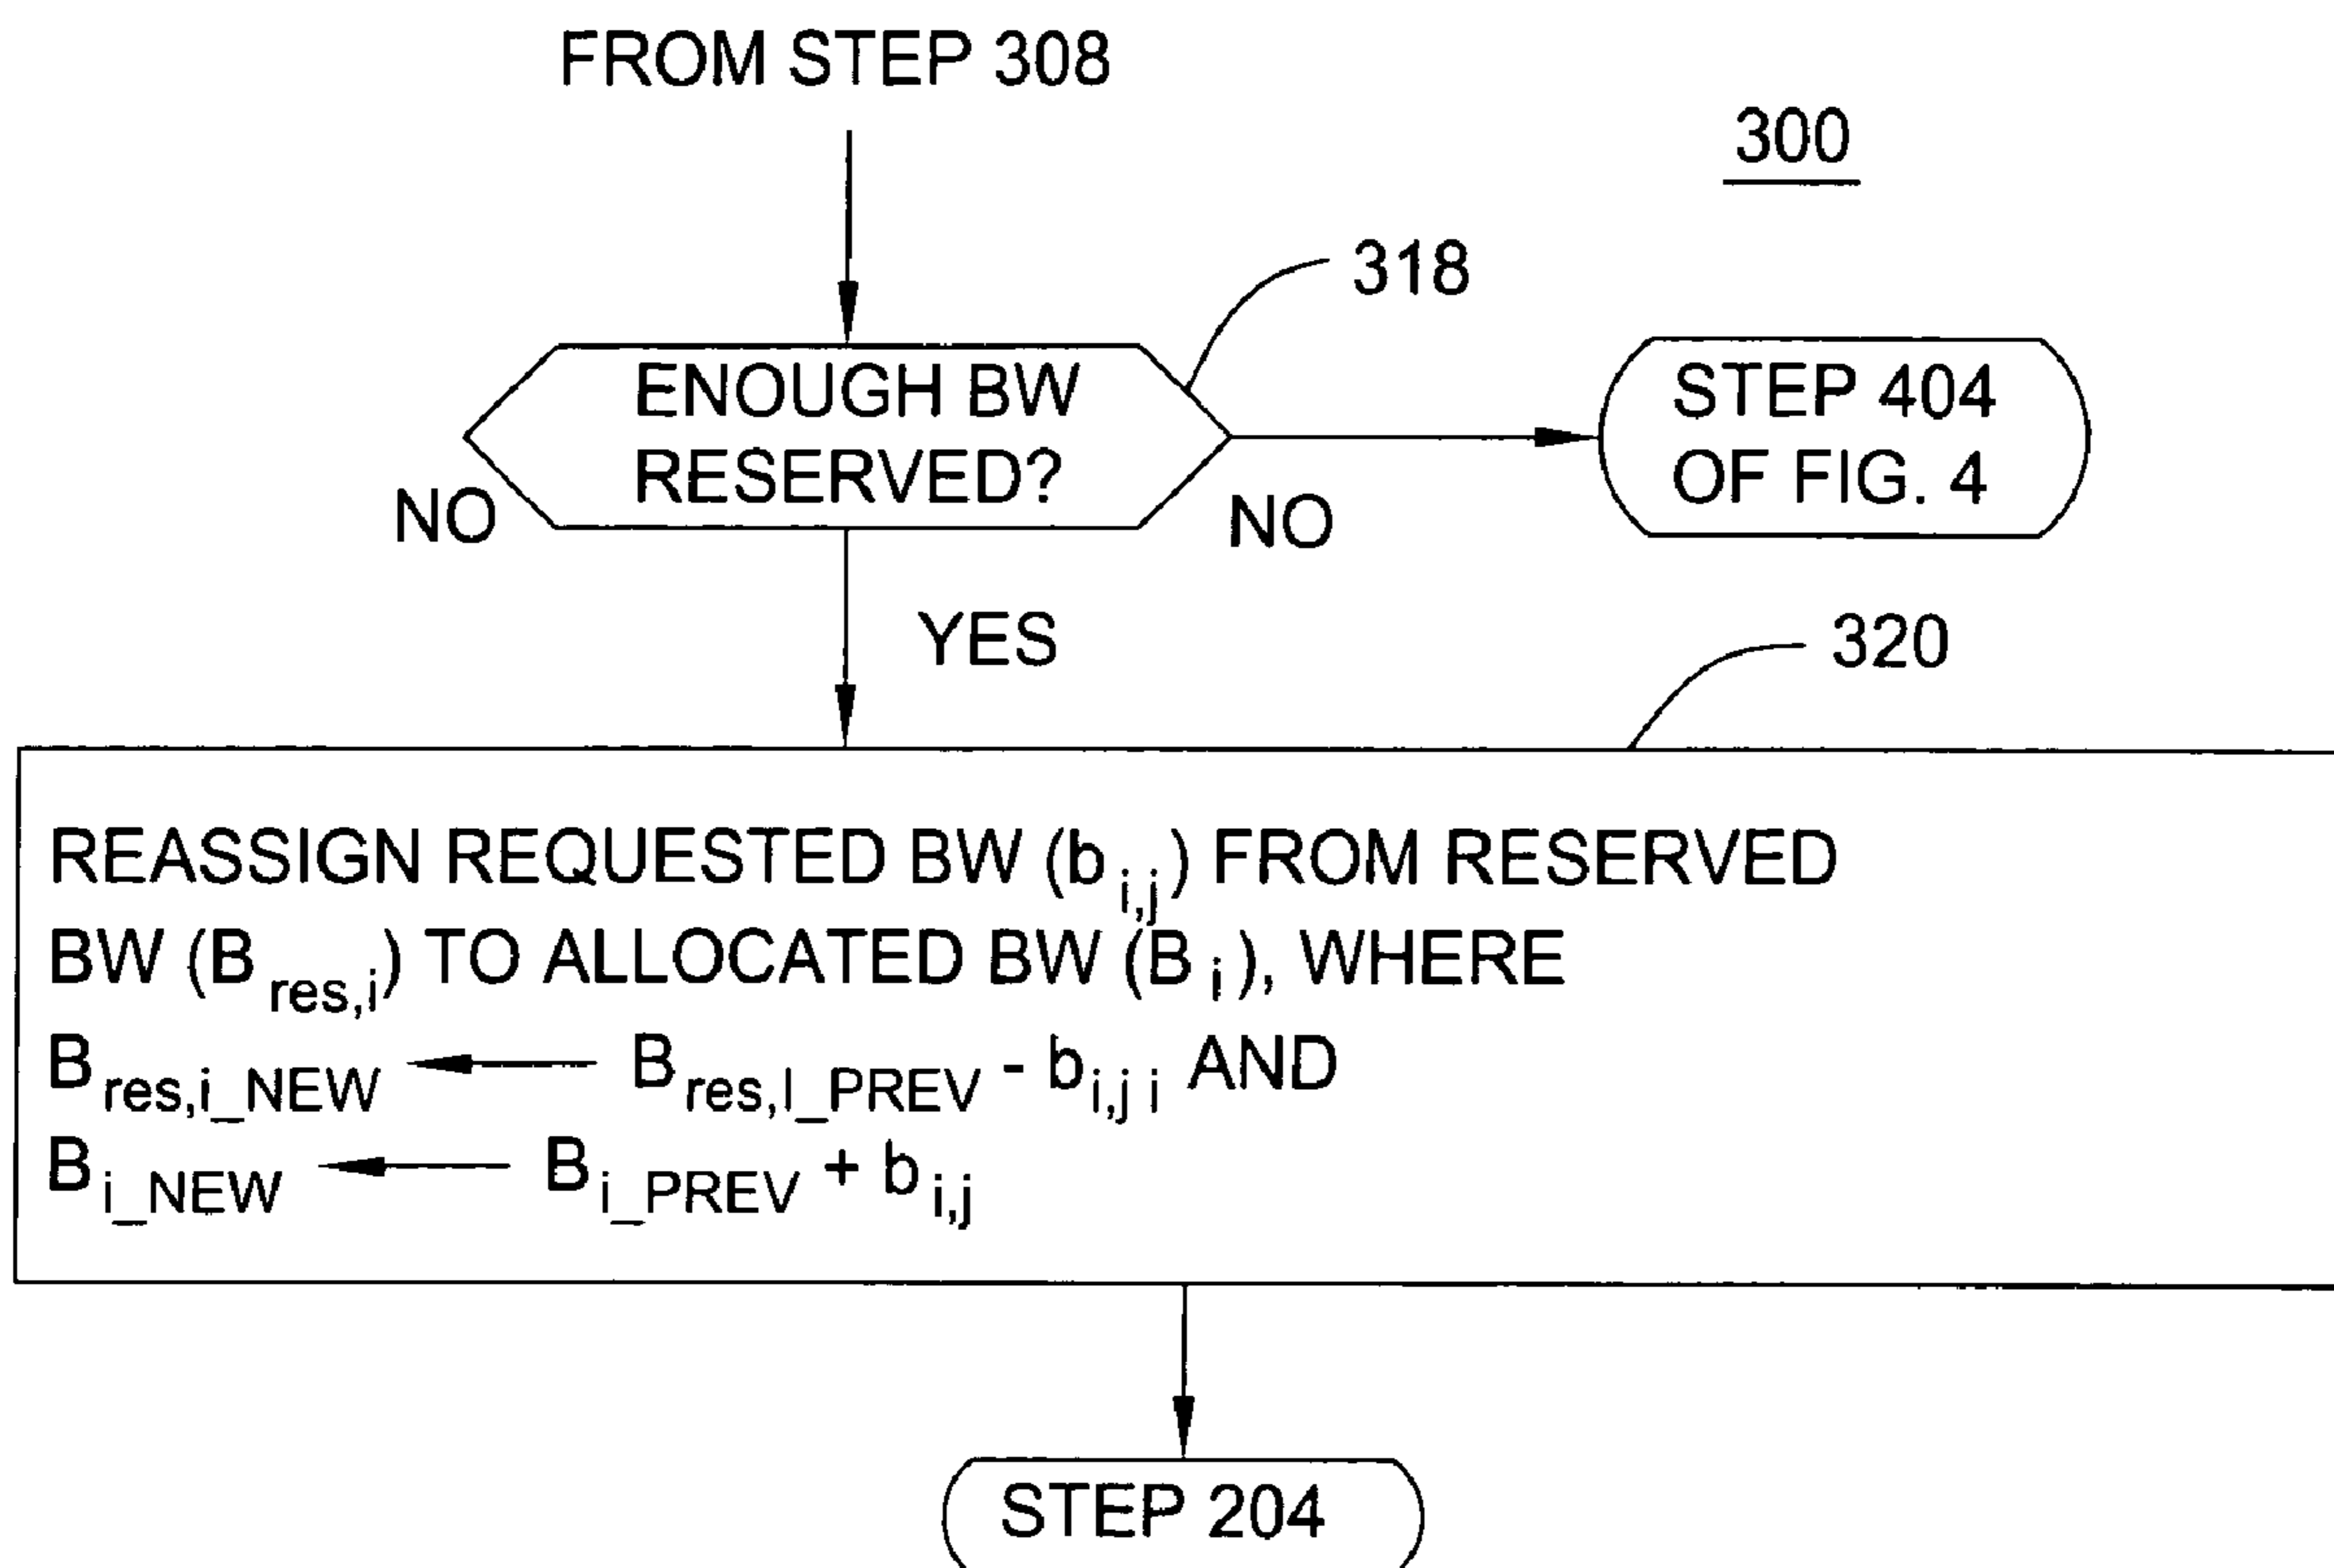 FROM STEP 308
300
318
ENOUGH BW
RESERVED?
STEP 404
OF FIG. 4
NO
NO
YES
320
REASSIGN REQUESTED BW (b i,j) FROM RESERVED
BW (B res,i) TO ALLOCATED BW (B i), WHERE
B res,i_NEW ← B res,I_PREV - b i,j i AND
B i_NEW ← B i_PREV + b i,j
STEP 204